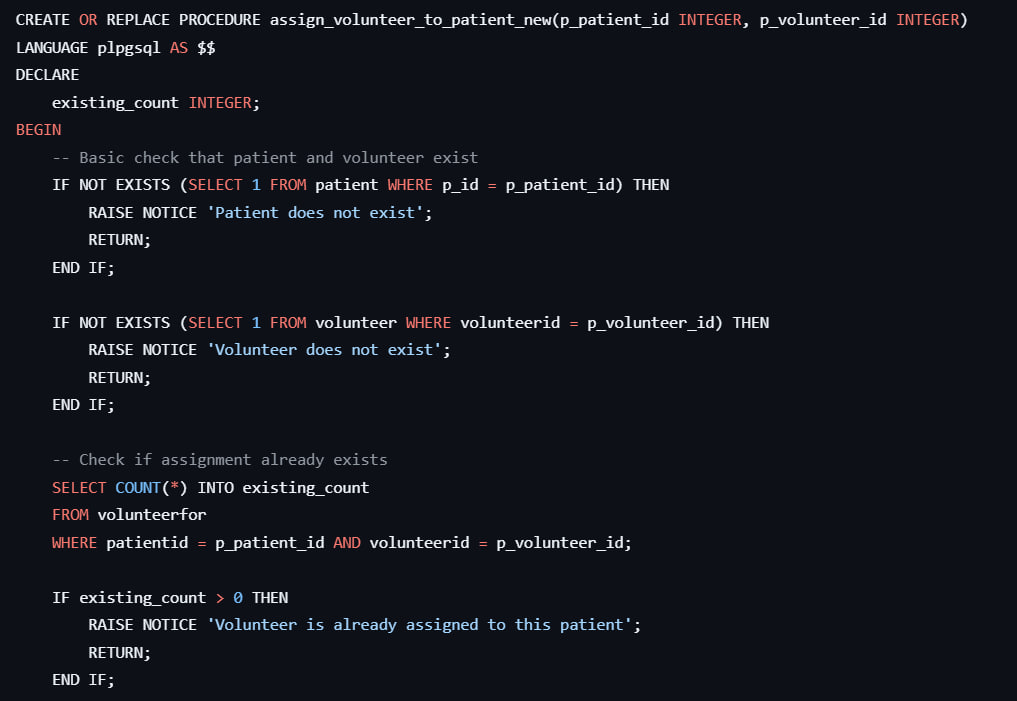 CREATE OR REPLACE PROCEDURE assign_volunteer_to_patient_new(p_patient_id INTEGER, p_volunteer_id INTEGER)
LANGUAGE plpgsql AS $$
DECLARE
    existing_count INTEGER;
BEGIN
    -- Basic check that patient and volunteer exist
    IF NOT EXISTS (SELECT 1 FROM patient WHERE p_id = p_patient_id) THEN
        RAISE NOTICE 'Patient does not exist';
        RETURN;
    END IF;

    IF NOT EXISTS (SELECT 1 FROM volunteer WHERE volunteerid = p_volunteer_id) THEN
        RAISE NOTICE 'Volunteer does not exist';
        RETURN;
    END IF;

    -- Check if assignment already exists
    SELECT COUNT(*) INTO existing_count
    FROM volunteerfor
    WHERE patientid = p_patient_id AND volunteerid = p_volunteer_id;

    IF existing_count > 0 THEN
        RAISE NOTICE 'Volunteer is already assigned to this patient';
        RETURN;
    END IF;